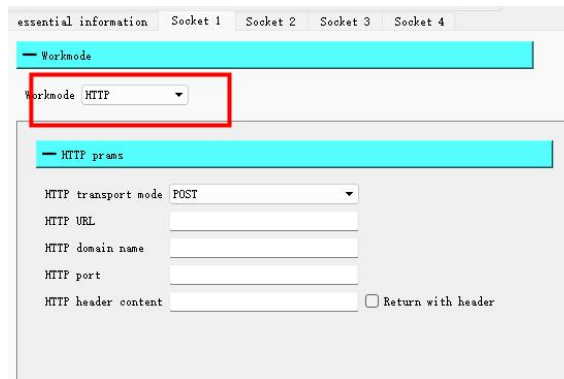 essential information Socket 1 Socket 2 Socket 3 Socket 4
Workmode
Workmode HTTP
HTTP prams
HTTP transport mode POST
HTTP URL
HTTP domain name
HTTP port
HTTP header content Return with header